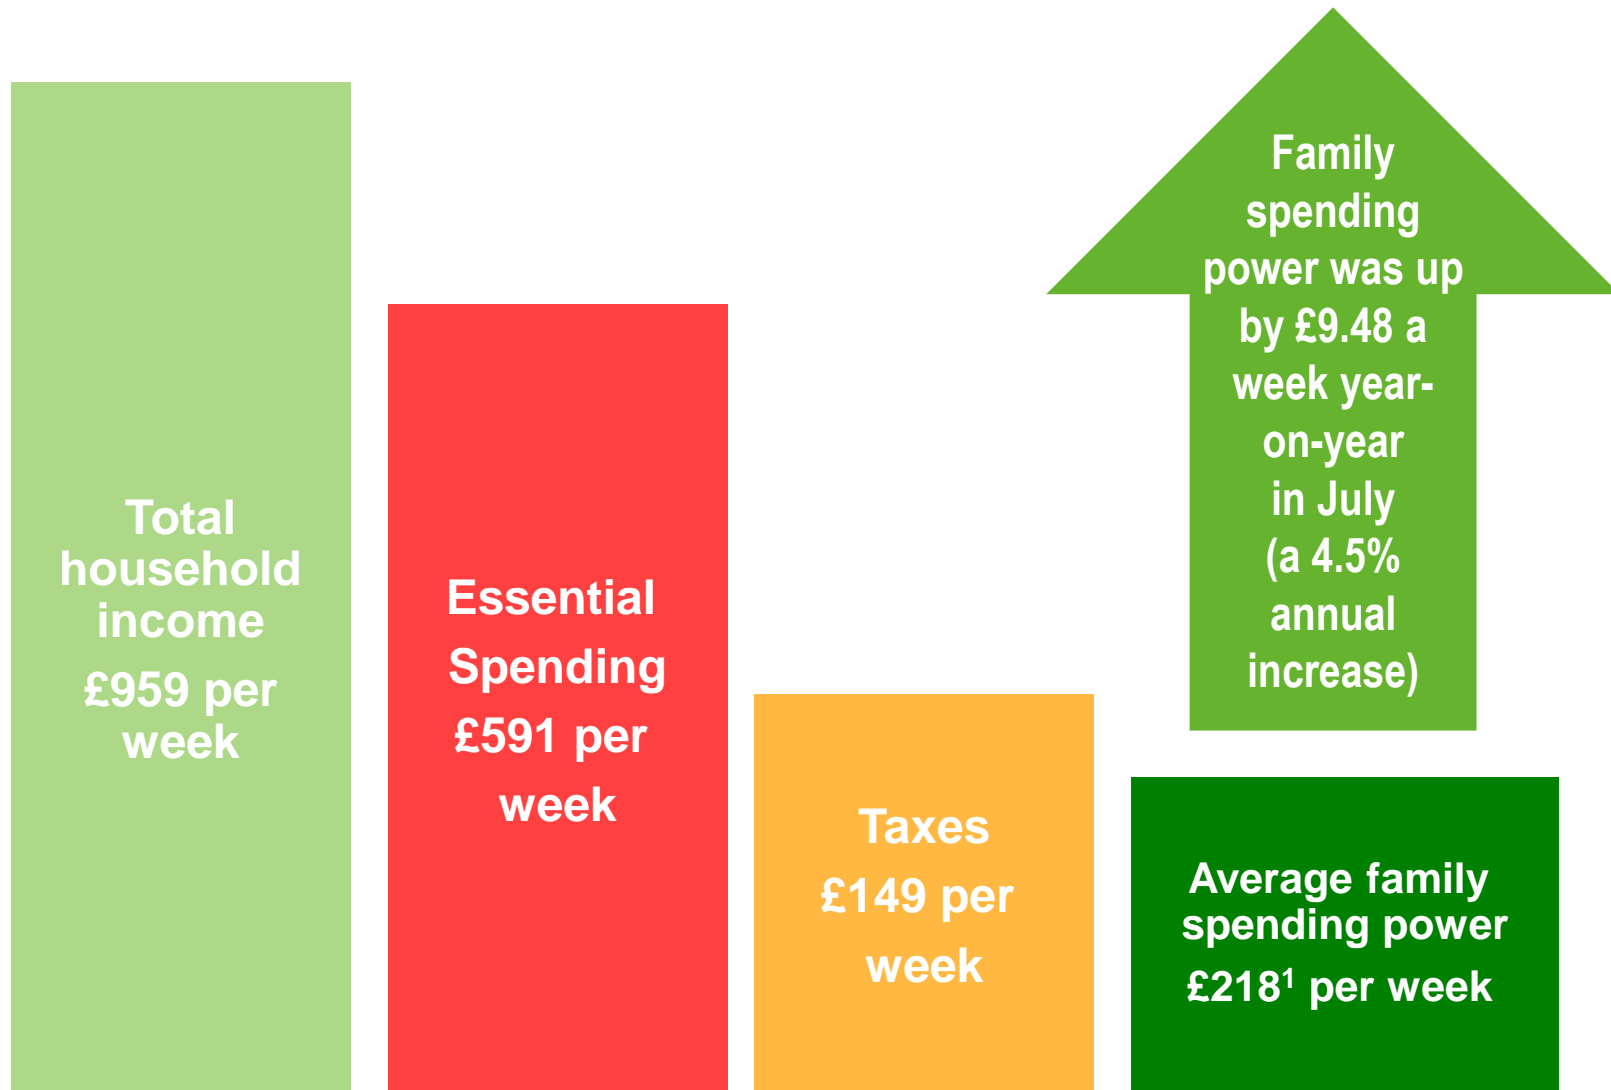 Total
household
income
£959 per
week
Essential
Spending
£591 per
week
Taxes
£149 per
week
Family
spending
power was up
by £9.48 a
week year-
on-year
in July
(a 4.5%
annual
increase)
Average family
spending power
£218¹ per week